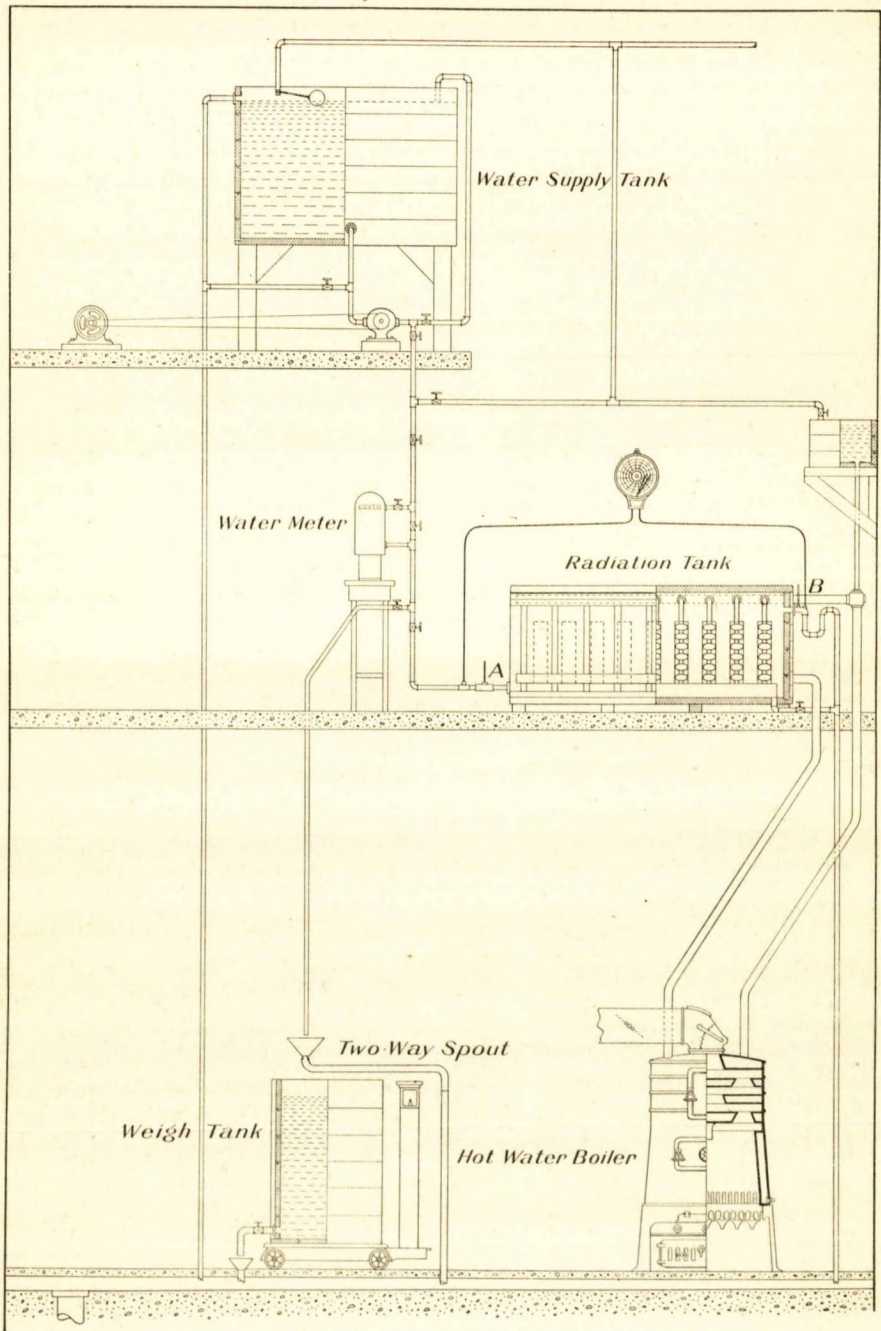 Water Supply Tank
Water Meter
Radiation Tank
B
A
Two-Way Spout
Weigh Tank
Hot Water Boiler